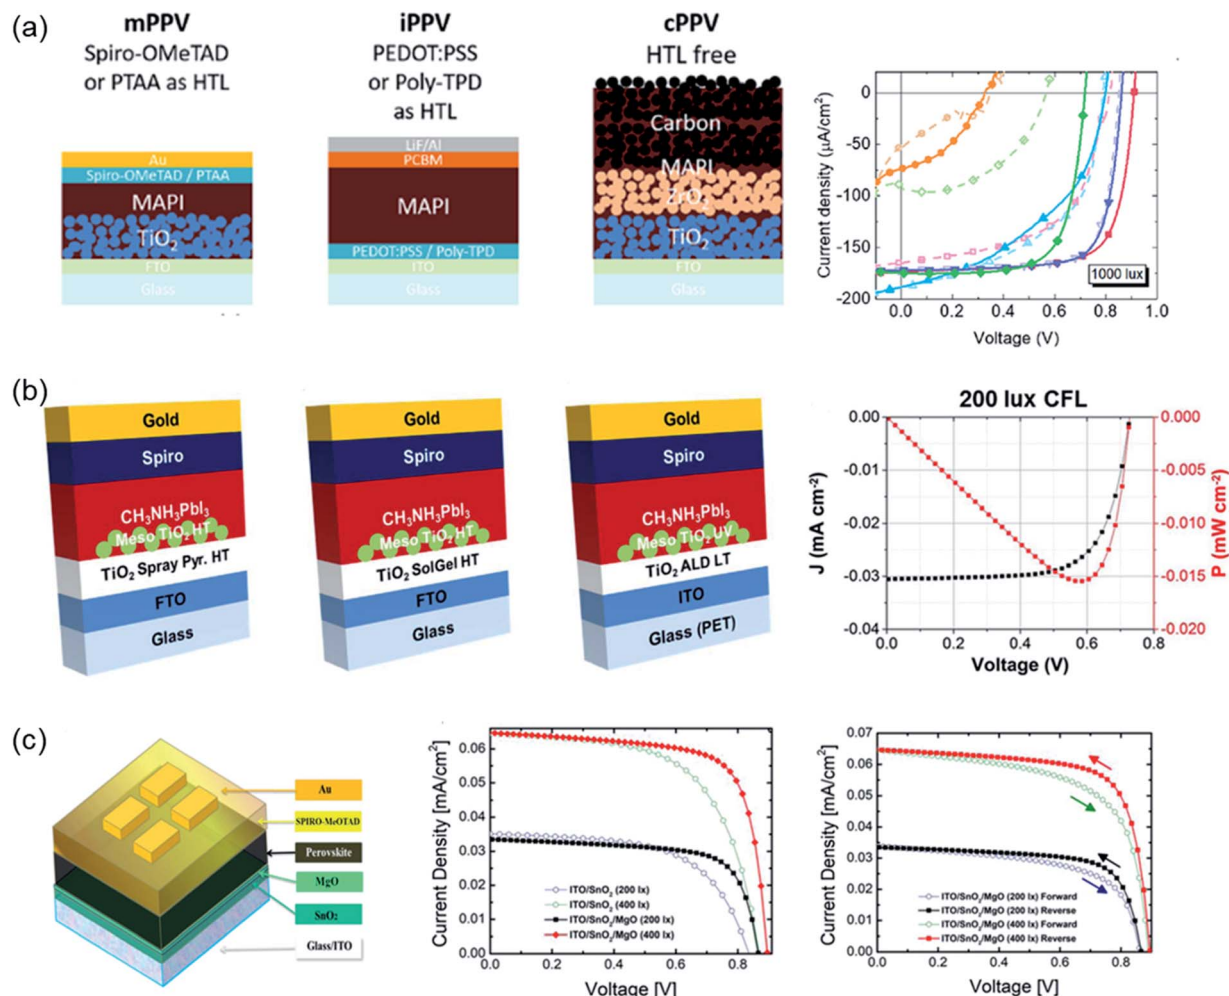 (a)
mPPV
Spiro-OMeTAD
or PTAA as HTL
Au
Spiro-OMeTAD / PTAA
MAPI
TiO2
FTO
Glass
iPPV
PEDOT:PSS
or Poly-TPD
as HTL
LiF/Al
PCBM
MAPI
PEDOT:PSS / Poly-TPD
ITO
Glass
cPPV
HTL free
Carbon
MAPI
ZrO2
TiO2
FTO
Glass
Current density (µA/cm²)
0
-50
-100
-150
-200
1000 lux
0.0 0.2 0.4 0.6 0.8 1.0
Voltage (V)
(b)
Gold
Spiro
CH3NH3PbI3
Meso TiO2 HT
TiO2 Spray Pyr. HT
FTO
Glass
Gold
Spiro
CH3NH3PbI3
Meso TiO2 HT
TiO2 SolGel HT
FTO
Glass
Gold
Spiro
CH3NH3PbI3
Meso TiO2 UV
TiO2 ALD LT
ITO
Glass (PET)
200 lux CFL
J (mA cm-2)
0.00
-0.01
-0.02
-0.03
-0.04
0.0 0.2 0.4 0.6 0.8
Voltage (V)
0.000
-0.005
-0.010
-0.015
-0.020
P (mW cm-2)
(c)
Au
SPIRO-MeOTAD
Perovskite
MgO
SnO2
Glass/ITO
Current Density [mA/cm²]
0.06
0.05
0.03
0.02
0.00
ITO/SnO2 (200 lx)
ITO/SnO2 (400 lx)
ITO/SnO2/MgO (200 lx)
ITO/SnO2/MgO (400 lx)
0.0 0.2 0.4 0.6 0.8
Voltage [V]
Current Density [mA/cm²]
0.07
0.06
0.05
0.04
0.03
0.02
0.01
0.00
ITO/SnO2/MgO (200 lx) Forward
ITO/SnO2/MgO (200 lx) Reverse
ITO/SnO2/MgO (400 lx) Forward
ITO/SnO2/MgO (400 lx) Reverse
0.0 0.2 0.4 0.6 0.8
Voltage [V]